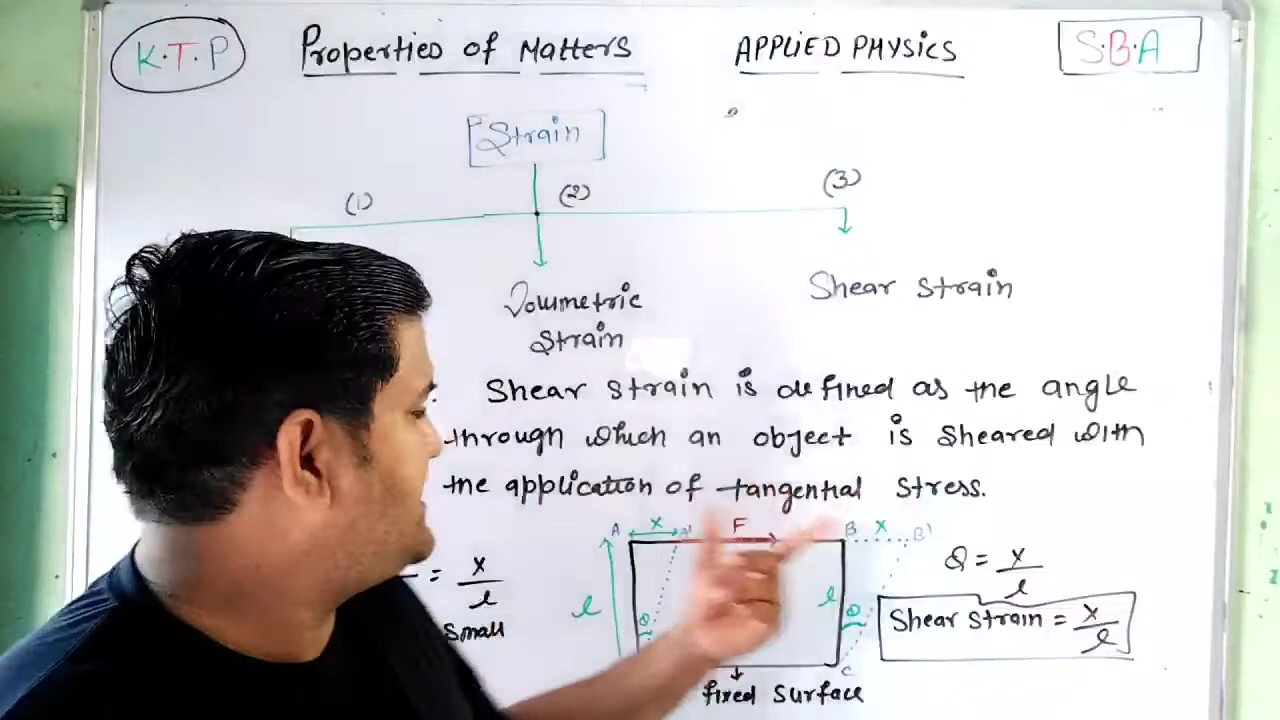 K.T.P Properties of Matters APPLIED PHYSICS S.B.A
Strain
(1) (2) (3)
Volumetric Shear strain
strain
Shear strain is defined as the angle
through which an object is sheared with
the application of tangential stress.
A x A' F B x B'
= x/l l θ l θ θ = x/l
small Shear strain = x/l
C
fixed surface